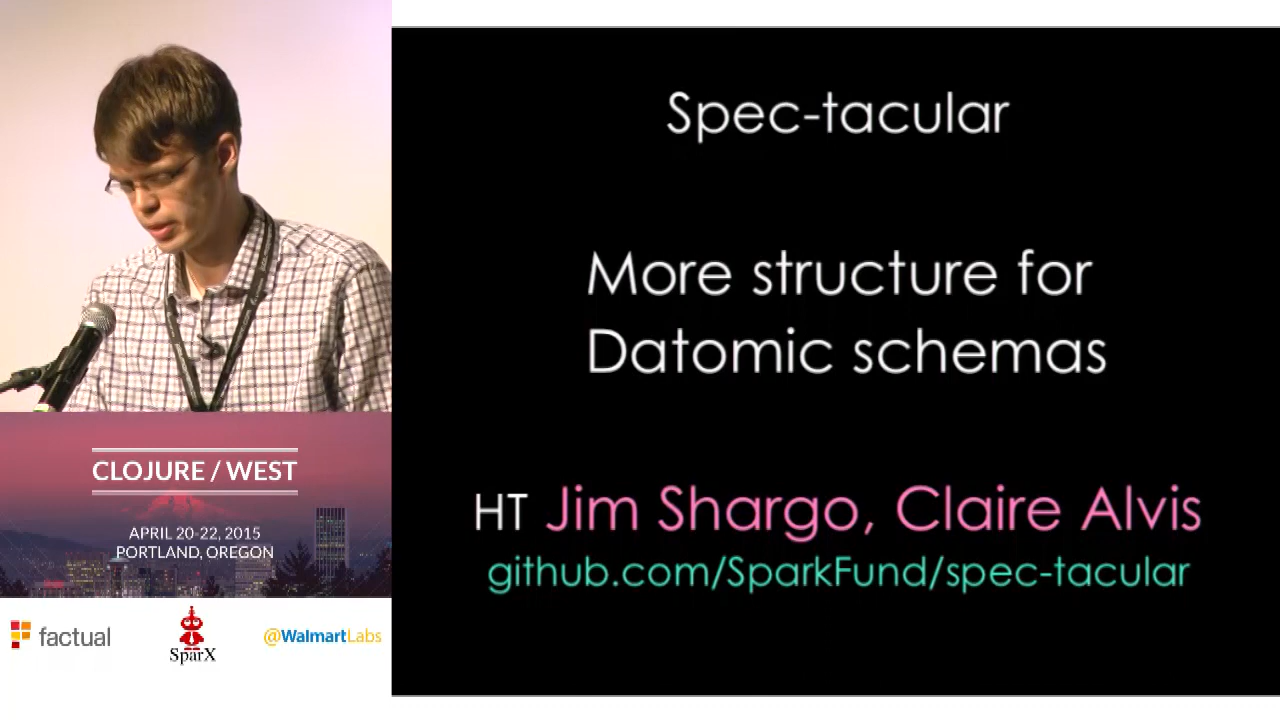 Spec-tacular
More structure for
Datomic schemas
HT Jim Shargo, Claire Alvis
github.com/SparkFund/spec-tacular
CLOJURE / WEST
APRIL 20-22, 2015
PORTLAND, OREGON
factual
SparX
@WalmartLabs